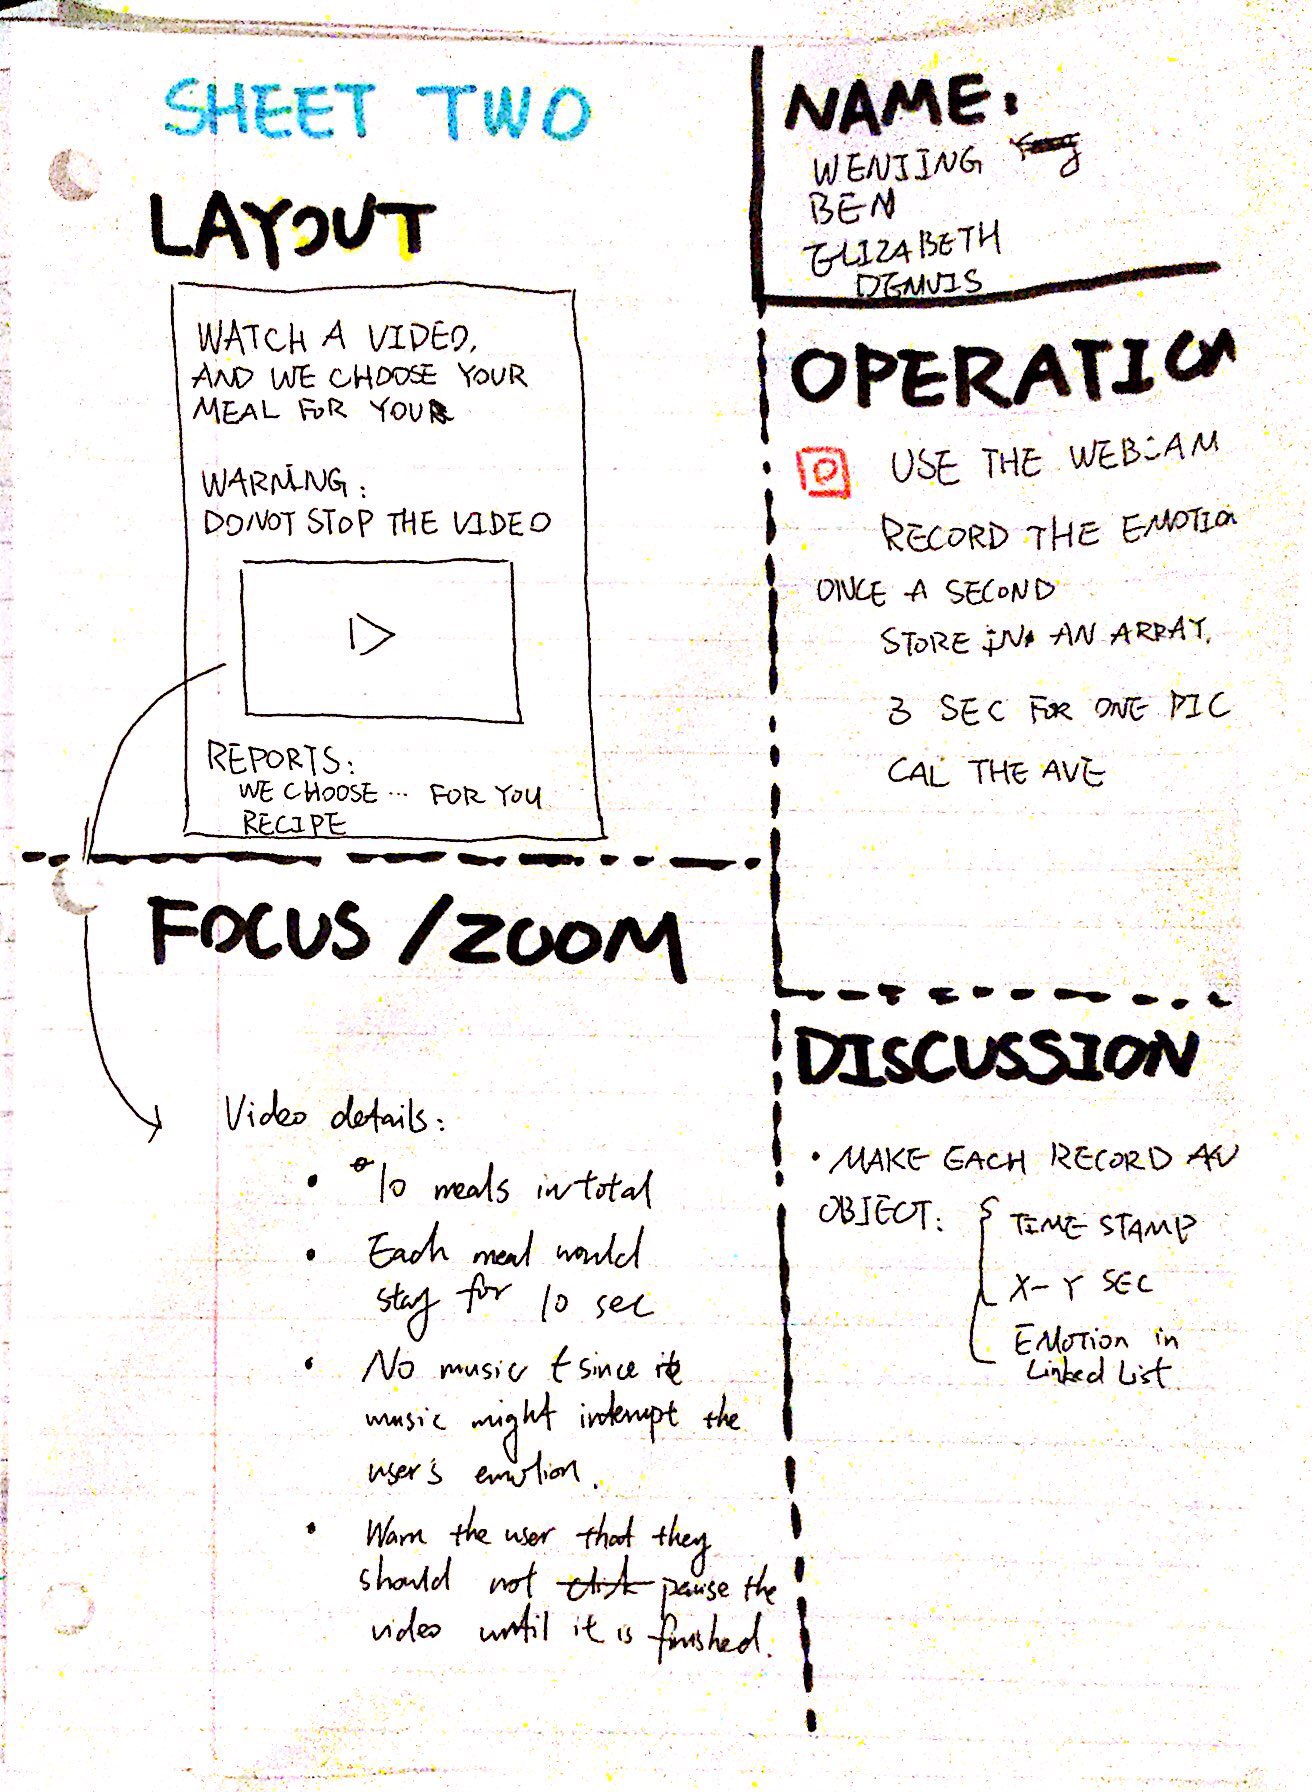 SHEET TWO
LAYOUT
WATCH A VIDEO,
AND WE CHOOSE YOUR
MEAL FOR YOU
WARNING:
DO NOT STOP THE VIDEO
REPORTS:
WE CHOOSE ... FOR YOU
RECIPE
NAME:
WENJING
BEN
ELIZABETH
DENNIS
OPERATION
USE THE WEBCAM
RECORD THE EMOTION
ONCE A SECOND
STORE IN AN ARRAY.
3 SEC FOR ONE PIC
CAL THE AVE
FOCUS / ZOOM
Video details:
• 10 meals in total
• Each meal would
stay for 10 sec
• No music since
music might interrupt the
user's emotion.
• Warn the user that they
should not pause the
video until it is finished.
DISCUSSION
• MAKE EACH RECORD AN
OBJECT: { TIME STAMP
X-Y SEC
EMOTION in
Linked List